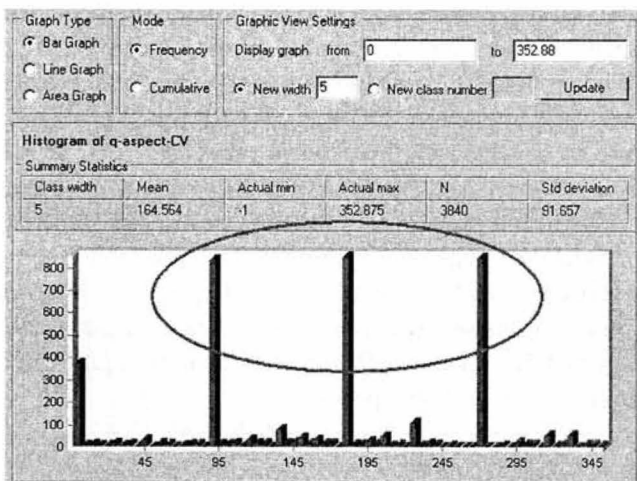 Graph Type
Bar Graph
Line Graph
Area Graph
Mode
Frequency
Cumulative
Graphic View Settings
Display graph from 0 to 352.88
New width 5 New class number Update
Histogram of q-aspect-CV
Summary Statistics
Class width Mean Actual min Actual max N Std deviation
5 164.564 -1 352.875 3840 91.657
800
700
600
500
400
300
200
100
0
45 95 145 195 245 295 345